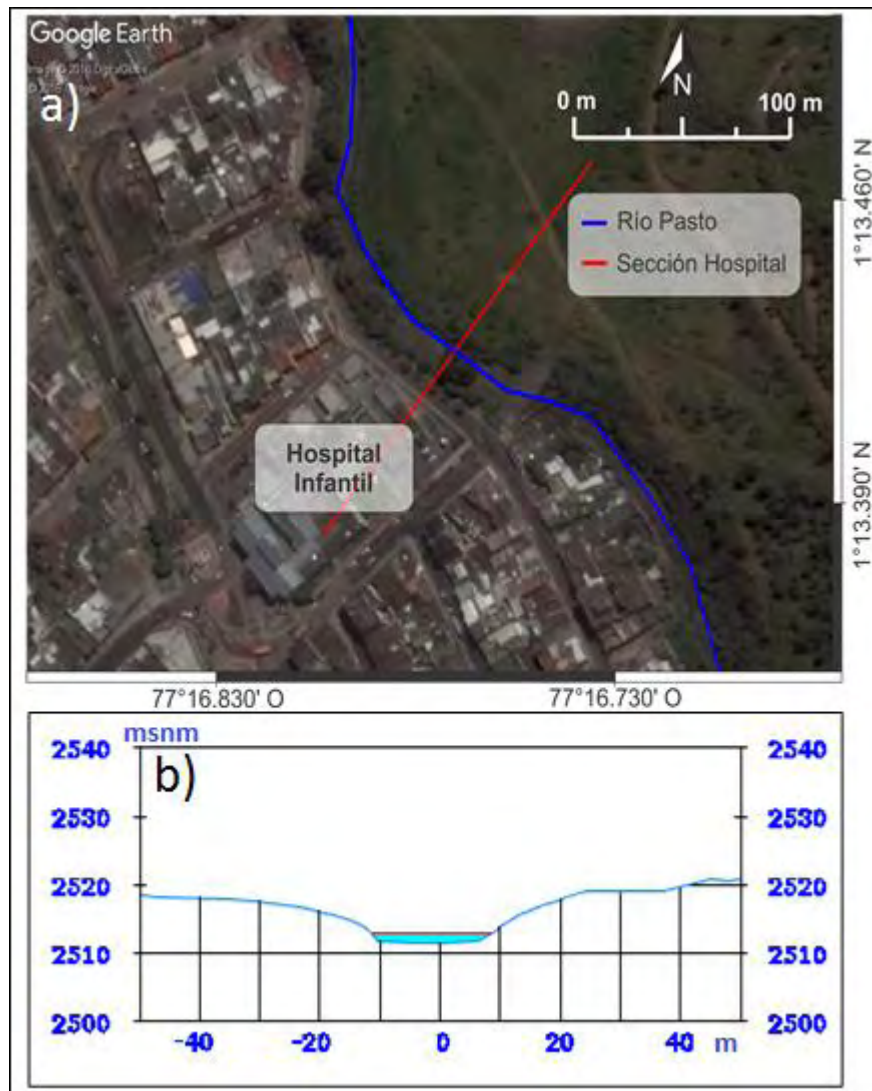 Google Earth
a)
0 m
100 m
N
Río Pasto
Sección Hospital
1°13.460' N
Hospital
Infantil
1°13.390' N
77°16.830' O
77°16.730' O
msnm
b)
2540
2540
2530
2530
2520
2520
2510
2510
2500
2500
-40
-20
0
20
40
m